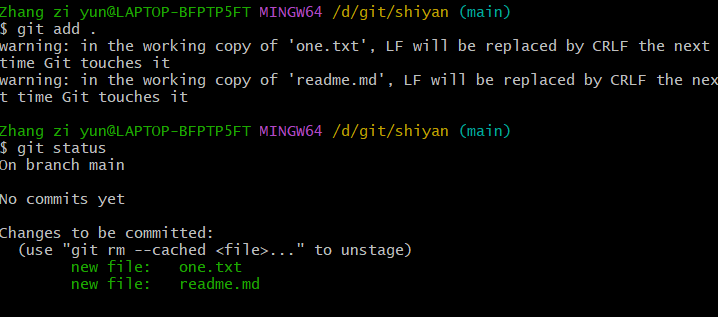 Zhang zi yun@LAPTOP-BFPTP5FT MINGW64 /d/git/shiyan (main)
$ git add .
warning: in the working copy of 'one.txt', LF will be replaced by CRLF the next
time Git touches it
warning: in the working copy of 'readme.md', LF will be replaced by CRLF the nex
t time Git touches it
Zhang zi yun@LAPTOP-BFPTP5FT MINGW64 /d/git/shiyan (main)
$ git status
On branch main
No commits yet
Changes to be committed:
(use "git rm --cached <file>..." to unstage)
new file: one.txt
new file: readme.md